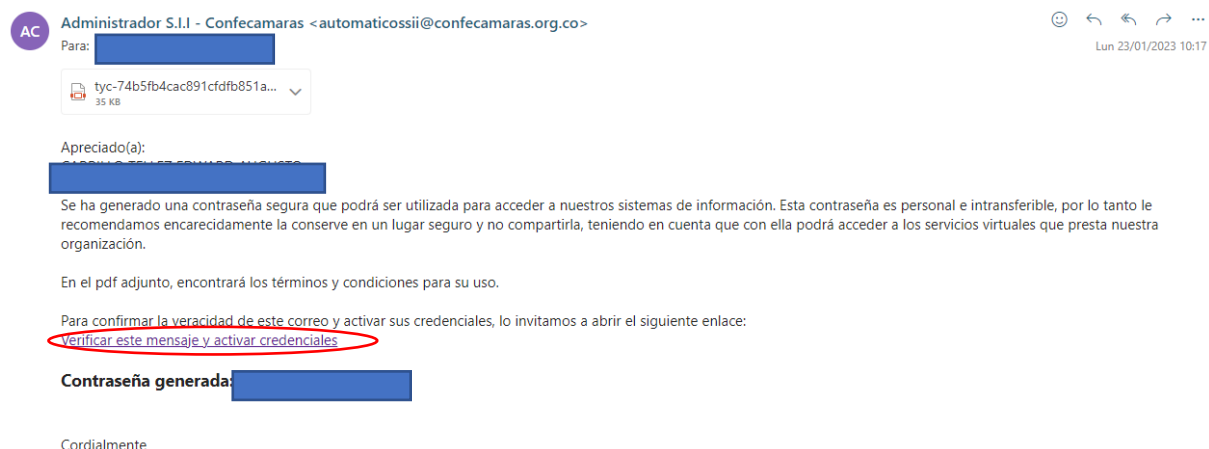 AC
Administrador S.I.I - Confecamaras <automaticossii@confecamaras.org.co>
Para:
Lun 23/01/2023 10:17
tyc-74b5fb4cac891cfdfb851a...
35 KB
Apreciado(a):
Se ha generado una contraseña segura que podrá ser utilizada para acceder a nuestros sistemas de información. Esta contraseña es personal e intransferible, por lo tanto le
recomendamos encarecidamente la conserve en un lugar seguro y no compartirla, teniendo en cuenta que con ella podrá acceder a los servicios virtuales que presta nuestra
organización.
En el pdf adjunto, encontrará los términos y condiciones para su uso.
Para confirmar la veracidad de este correo y activar sus credenciales, lo invitamos a abrir el siguiente enlace:
Verificar este mensaje y activar credenciales
Contraseña generada:
Cordialmente